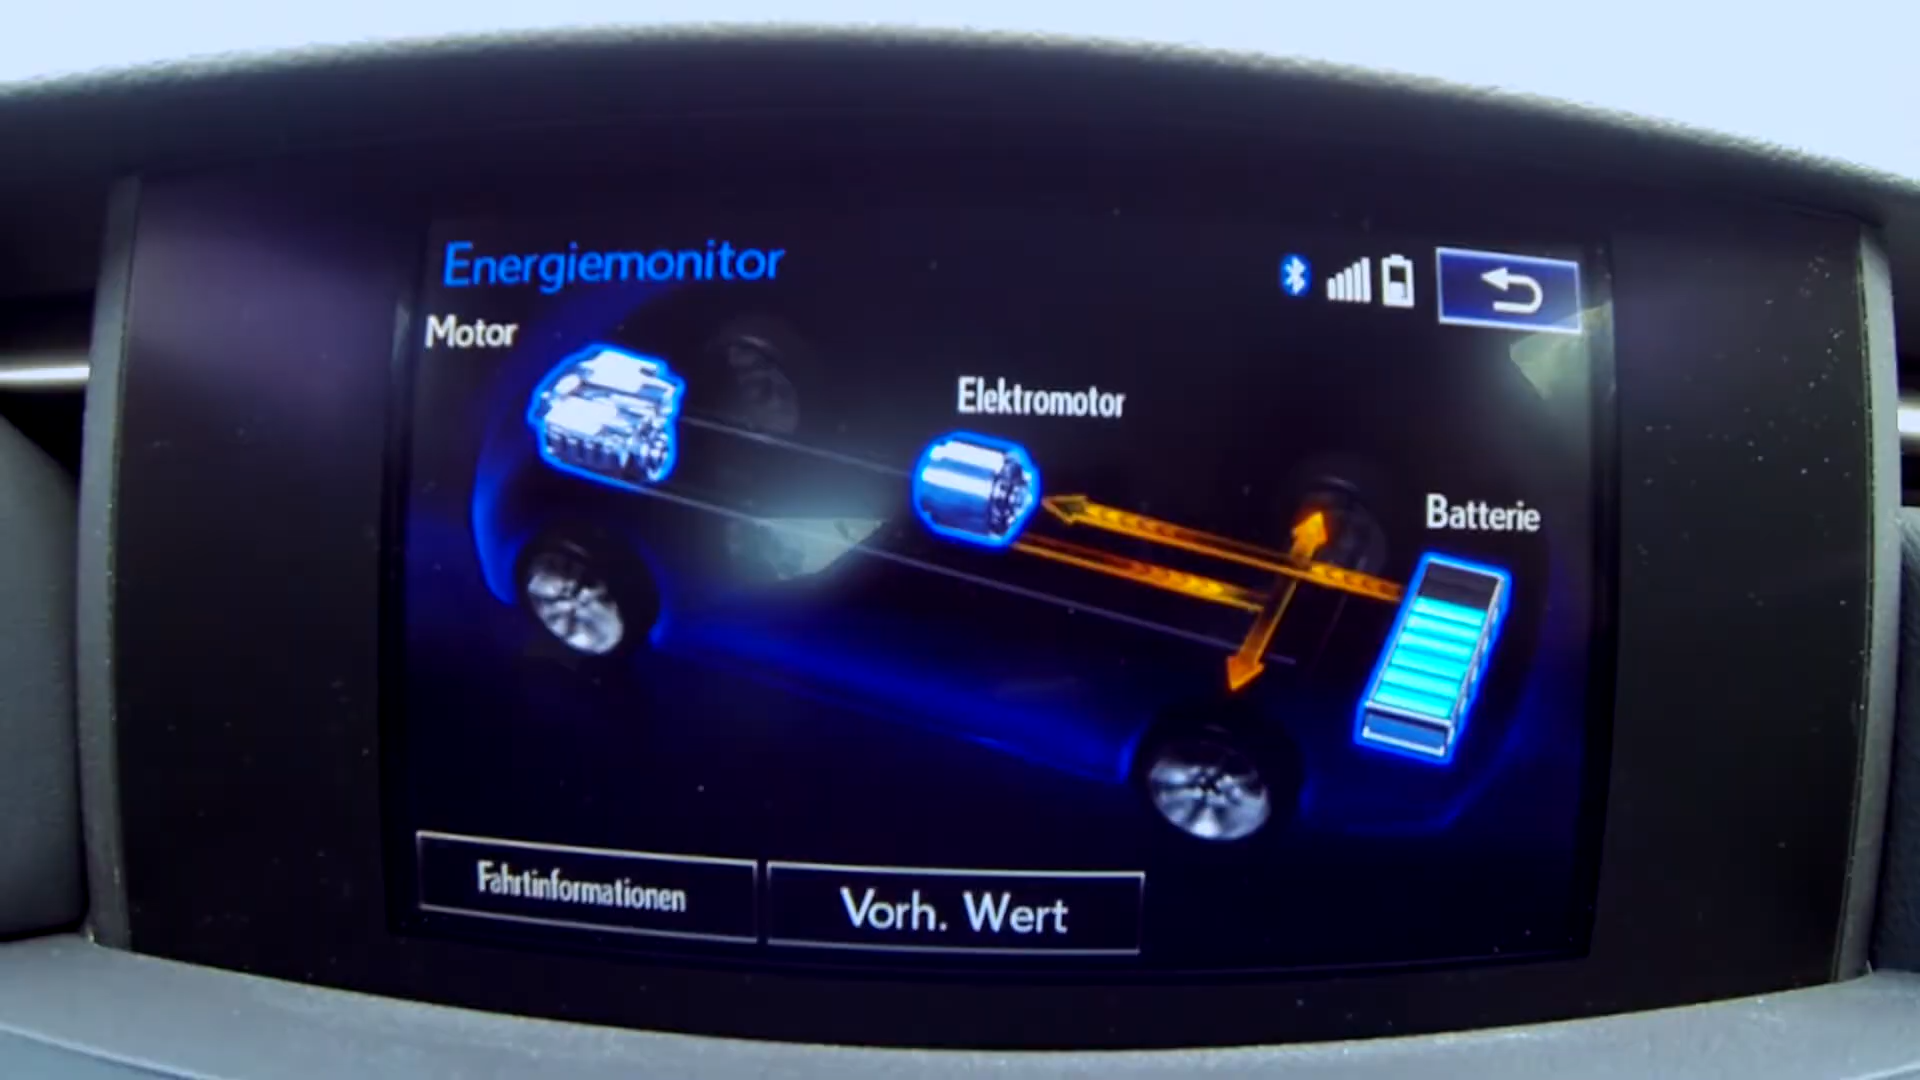 Energiemonitor
Motor
Elektromotor
Batterie
Fahrtinformationen
Vorh. Wert